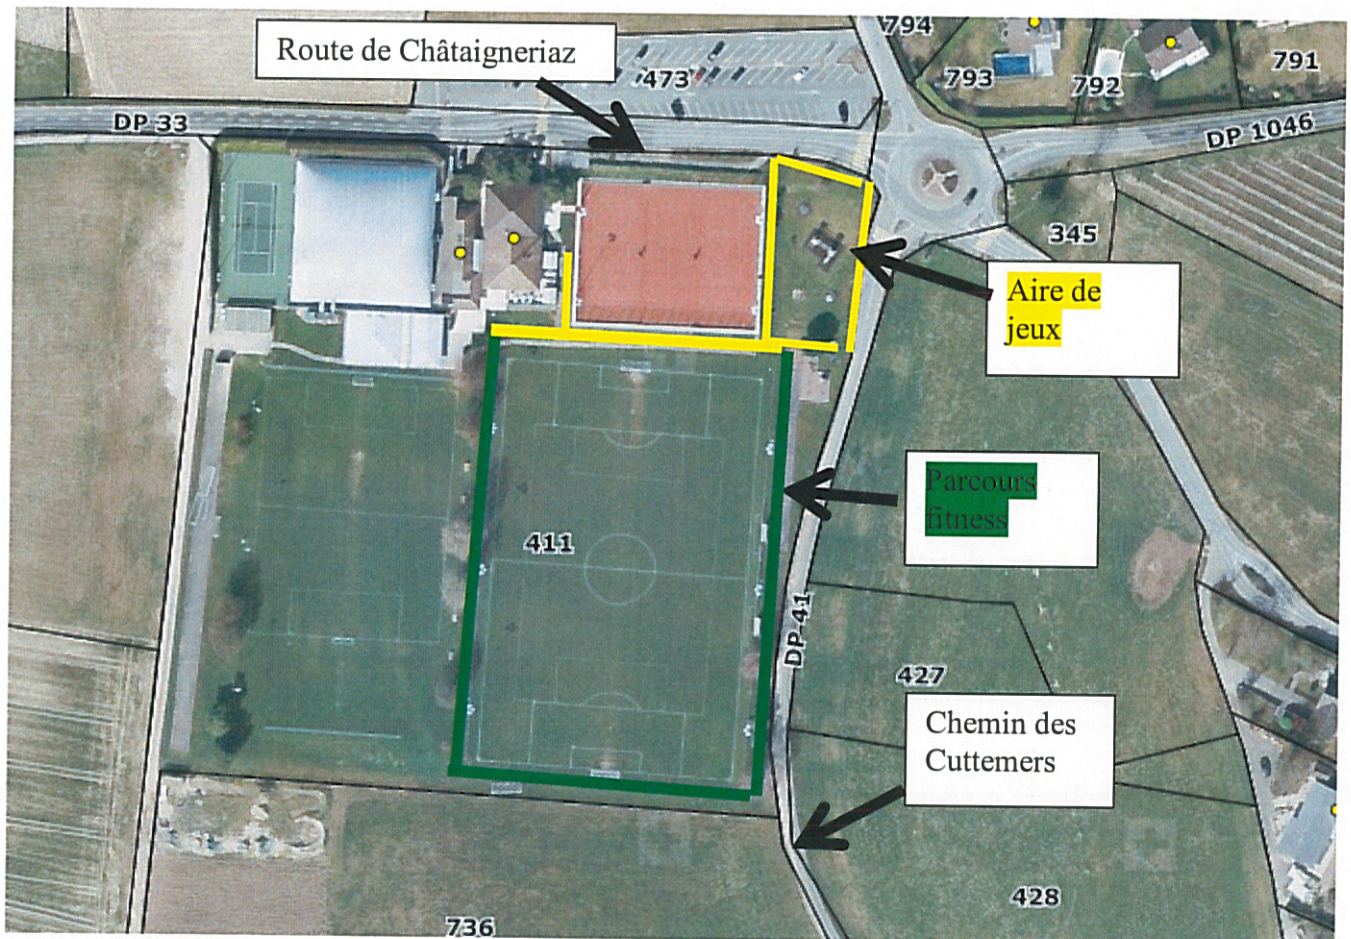 794
Route de Châtaigneriaz
473
793
792
791
DP 33
DP 1046
345
Aire de
jeux
Parcours
fitness
411
DP 41
427
Chemin des
Cuttemers
428
736